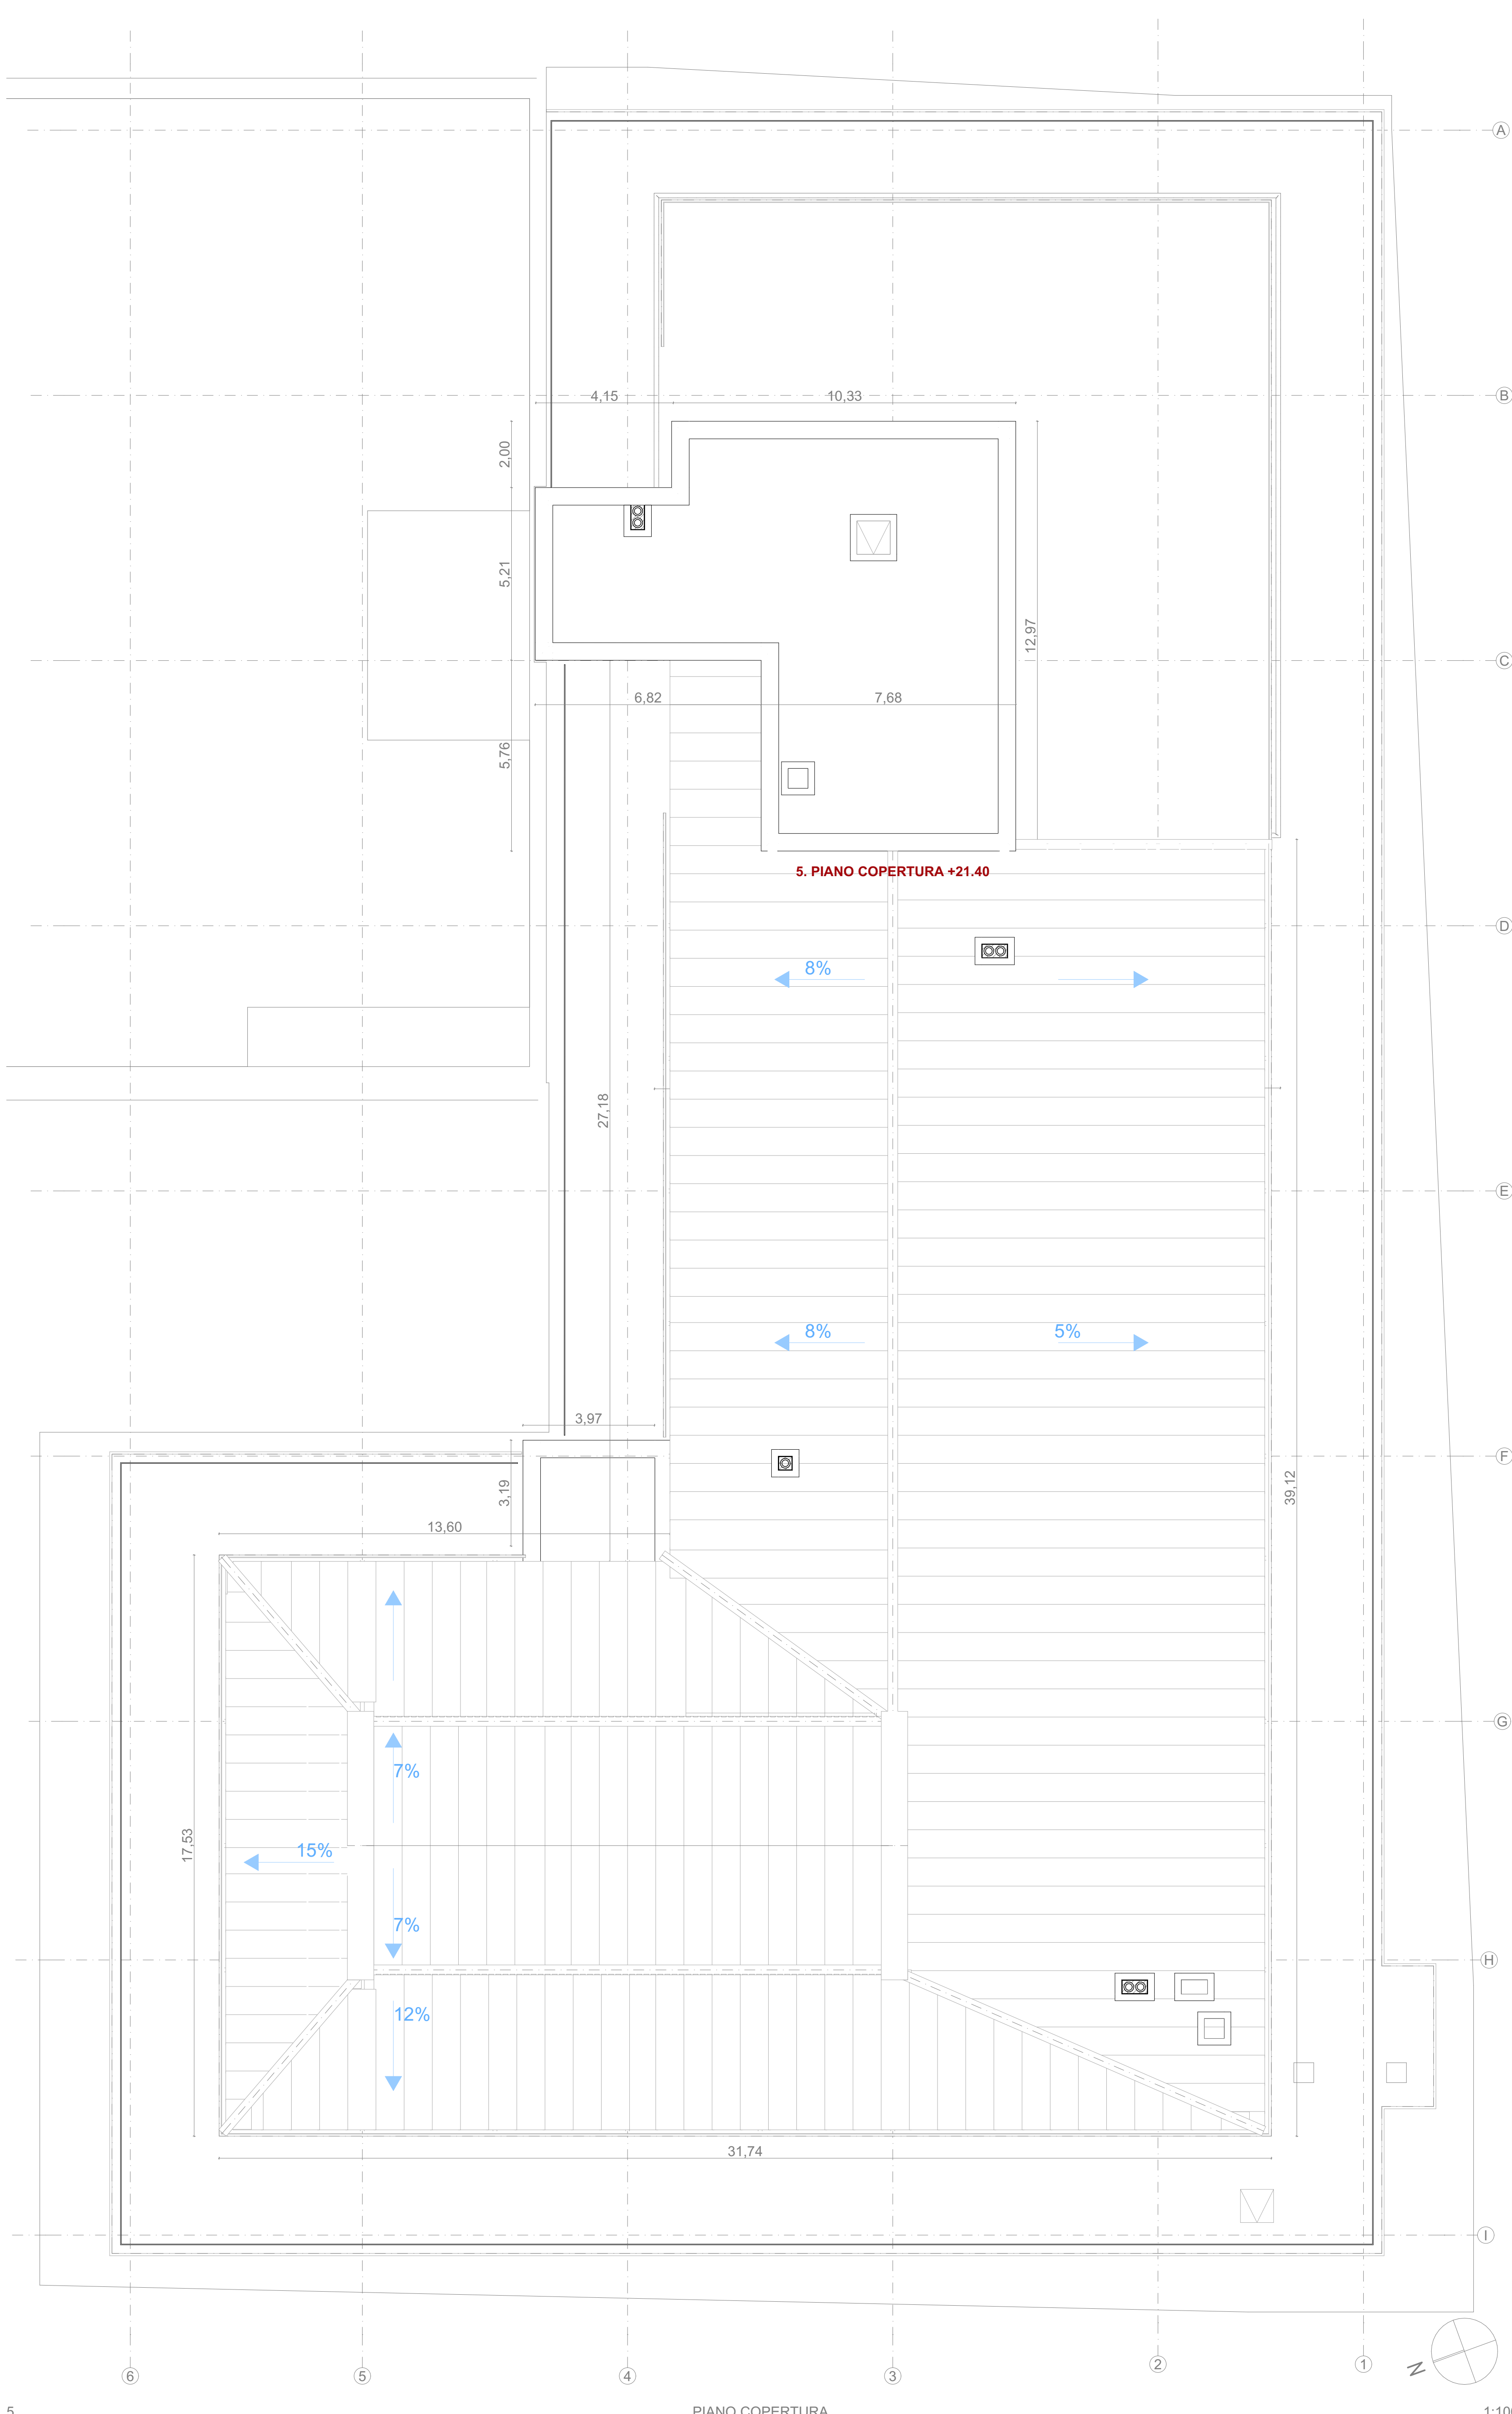 A
4,15
10,33
B
2,00
5,21
12,97
C
6,82
7,68
5,76
5. PIANO COPERTURA +21.40
D
8%
27,18
E
8%
5%
3,97
F
3,19
39,12
13,60
G
7%
17,53
15%
7%
H
12%
31,74
I
6
5
4
3
2
1
N
5
PIANO COPERTURA